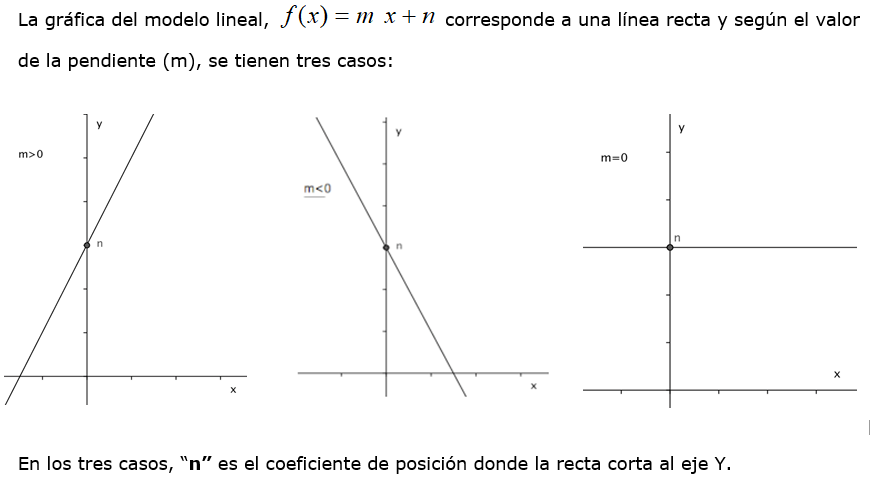 La gráfica del modelo lineal, f(x) = m x + n corresponde a una línea recta y según el valor
de la pendiente (m), se tienen tres casos:
y
m>0
n
x
y
m<0
n
x
y
m=0
n
x
En los tres casos, “n” es el coeficiente de posición donde la recta corta al eje Y.